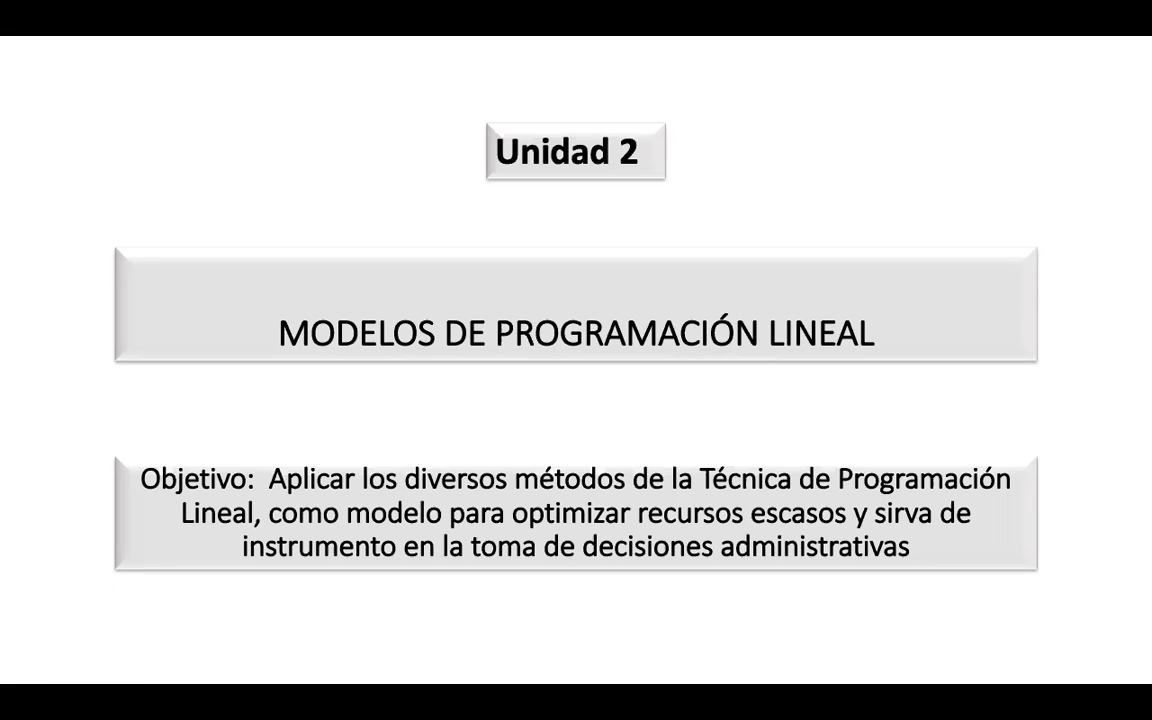 Unidad 2
MODELOS DE PROGRAMACIÓN LINEAL
Objetivo:  Aplicar los diversos métodos de la Técnica de Programación
Lineal, como modelo para optimizar recursos escasos y sirva de
instrumento en la toma de decisiones administrativas